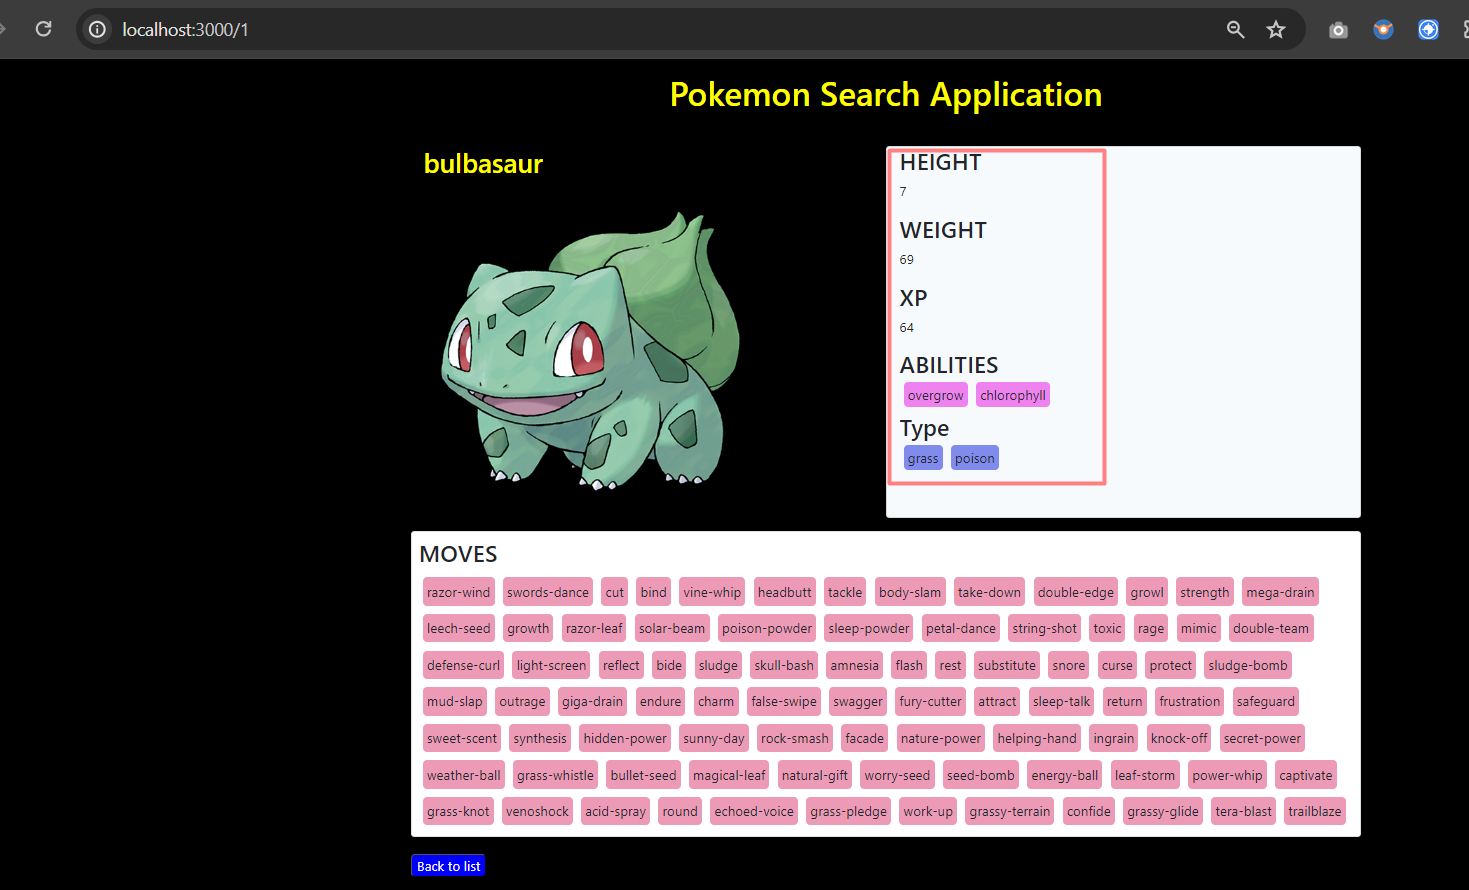 localhost:3000/1
Pokemon Search Application
bulbasaur
HEIGHT
7
WEIGHT
69
XP
64
ABILITIES
overgrow chlorophyll
Type
grass poison
MOVES
razor-wind swords-dance cut bind vine-whip headbutt tackle body-slam take-down double-edge growl strength mega-drain
leech-seed growth razor-leaf solar-beam poison-powder sleep-powder petal-dance string-shot toxic rage mimic double-team
defense-curl light-screen reflect bide sludge skull-bash amnesia flash rest substitute snore curse protect sludge-bomb
mud-slap outrage giga-drain endure charm false-swipe swagger fury-cutter attract sleep-talk return frustration safeguard
sweet-scent synthesis hidden-power sunny-day rock-smash facade nature-power helping-hand ingrain knock-off secret-power
weather-ball grass-whistle bullet-seed magical-leaf natural-gift worry-seed seed-bomb energy-ball leaf-storm power-whip captivate
grass-knot venoshock acid-spray round echoed-voice grass-pledge work-up grassy-terrain confide grassy-glide tera-blast trailblaze
Back to list